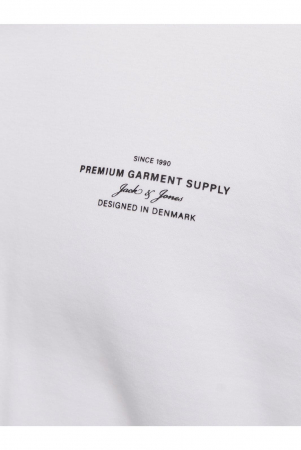 SINCE 1990
PREMIUM GARMENT SUPPLY
Jack & Jones
DESIGNED IN DENMARK